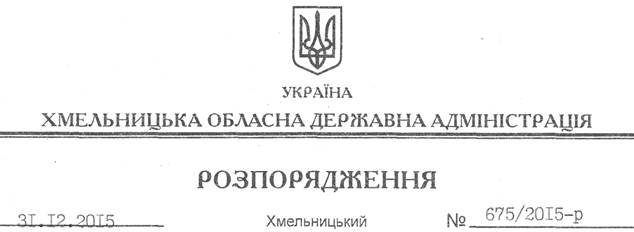 УКРАЇНА
ХМЕЛЬНИЦЬКА ОБЛАСНА ДЕРЖАВНА АДМІНІСТРАЦІЯ
РОЗПОРЯДЖЕННЯ
31.12.2015 Хмельницький № 675/2015-р